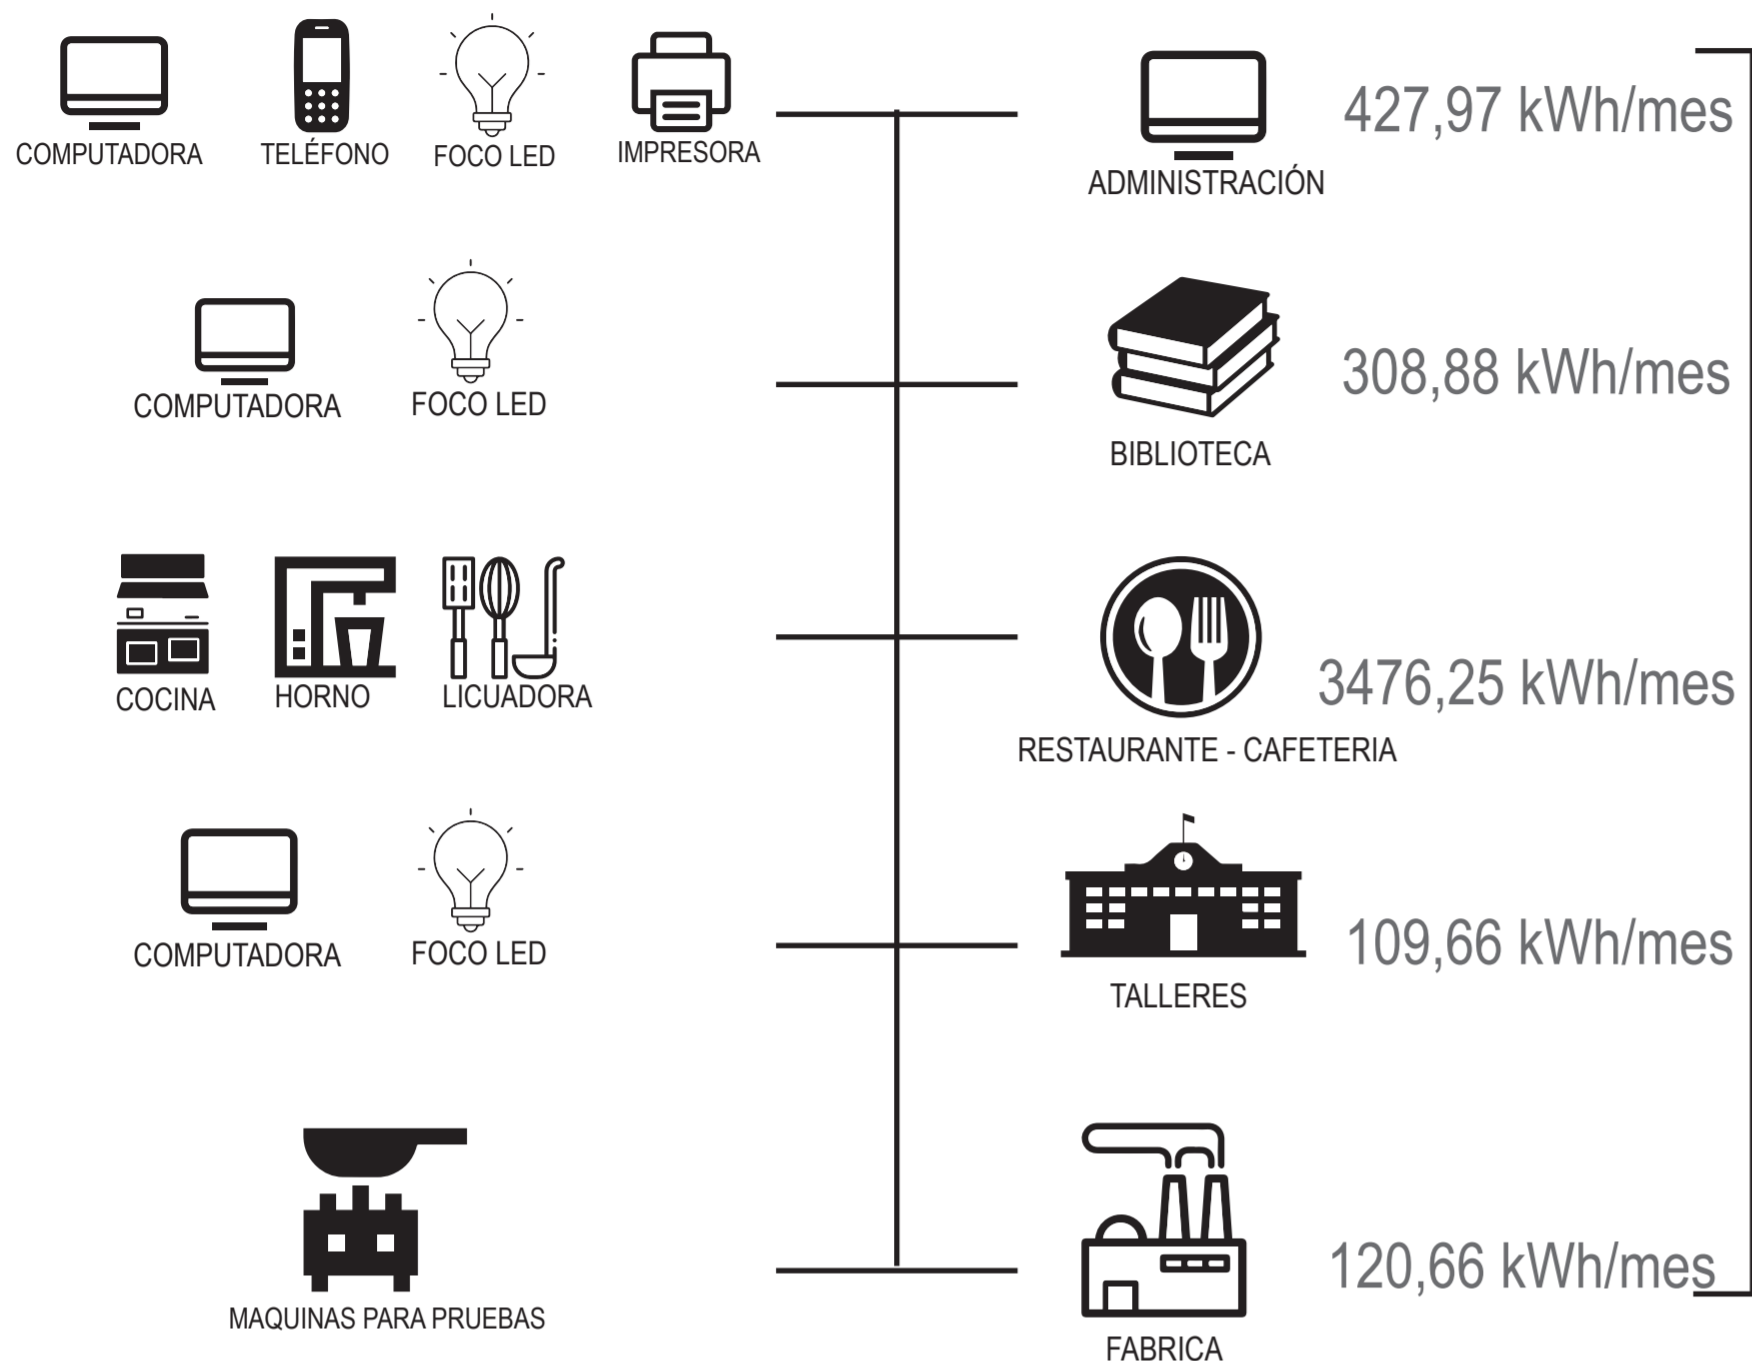 COMPUTADORA
TELÉFONO
FOCO LED
IMPRESORA
ADMINISTRACIÓN
427,97 kWh/mes
COMPUTADORA
FOCO LED
BIBLIOTECA
308,88 kWh/mes
COCINA
HORNO
LICUADORA
RESTAURANTE - CAFETERIA
3476,25 kWh/mes
COMPUTADORA
FOCO LED
TALLERES
109,66 kWh/mes
MAQUINAS PARA PRUEBAS
FABRICA
120,66 kWh/mes